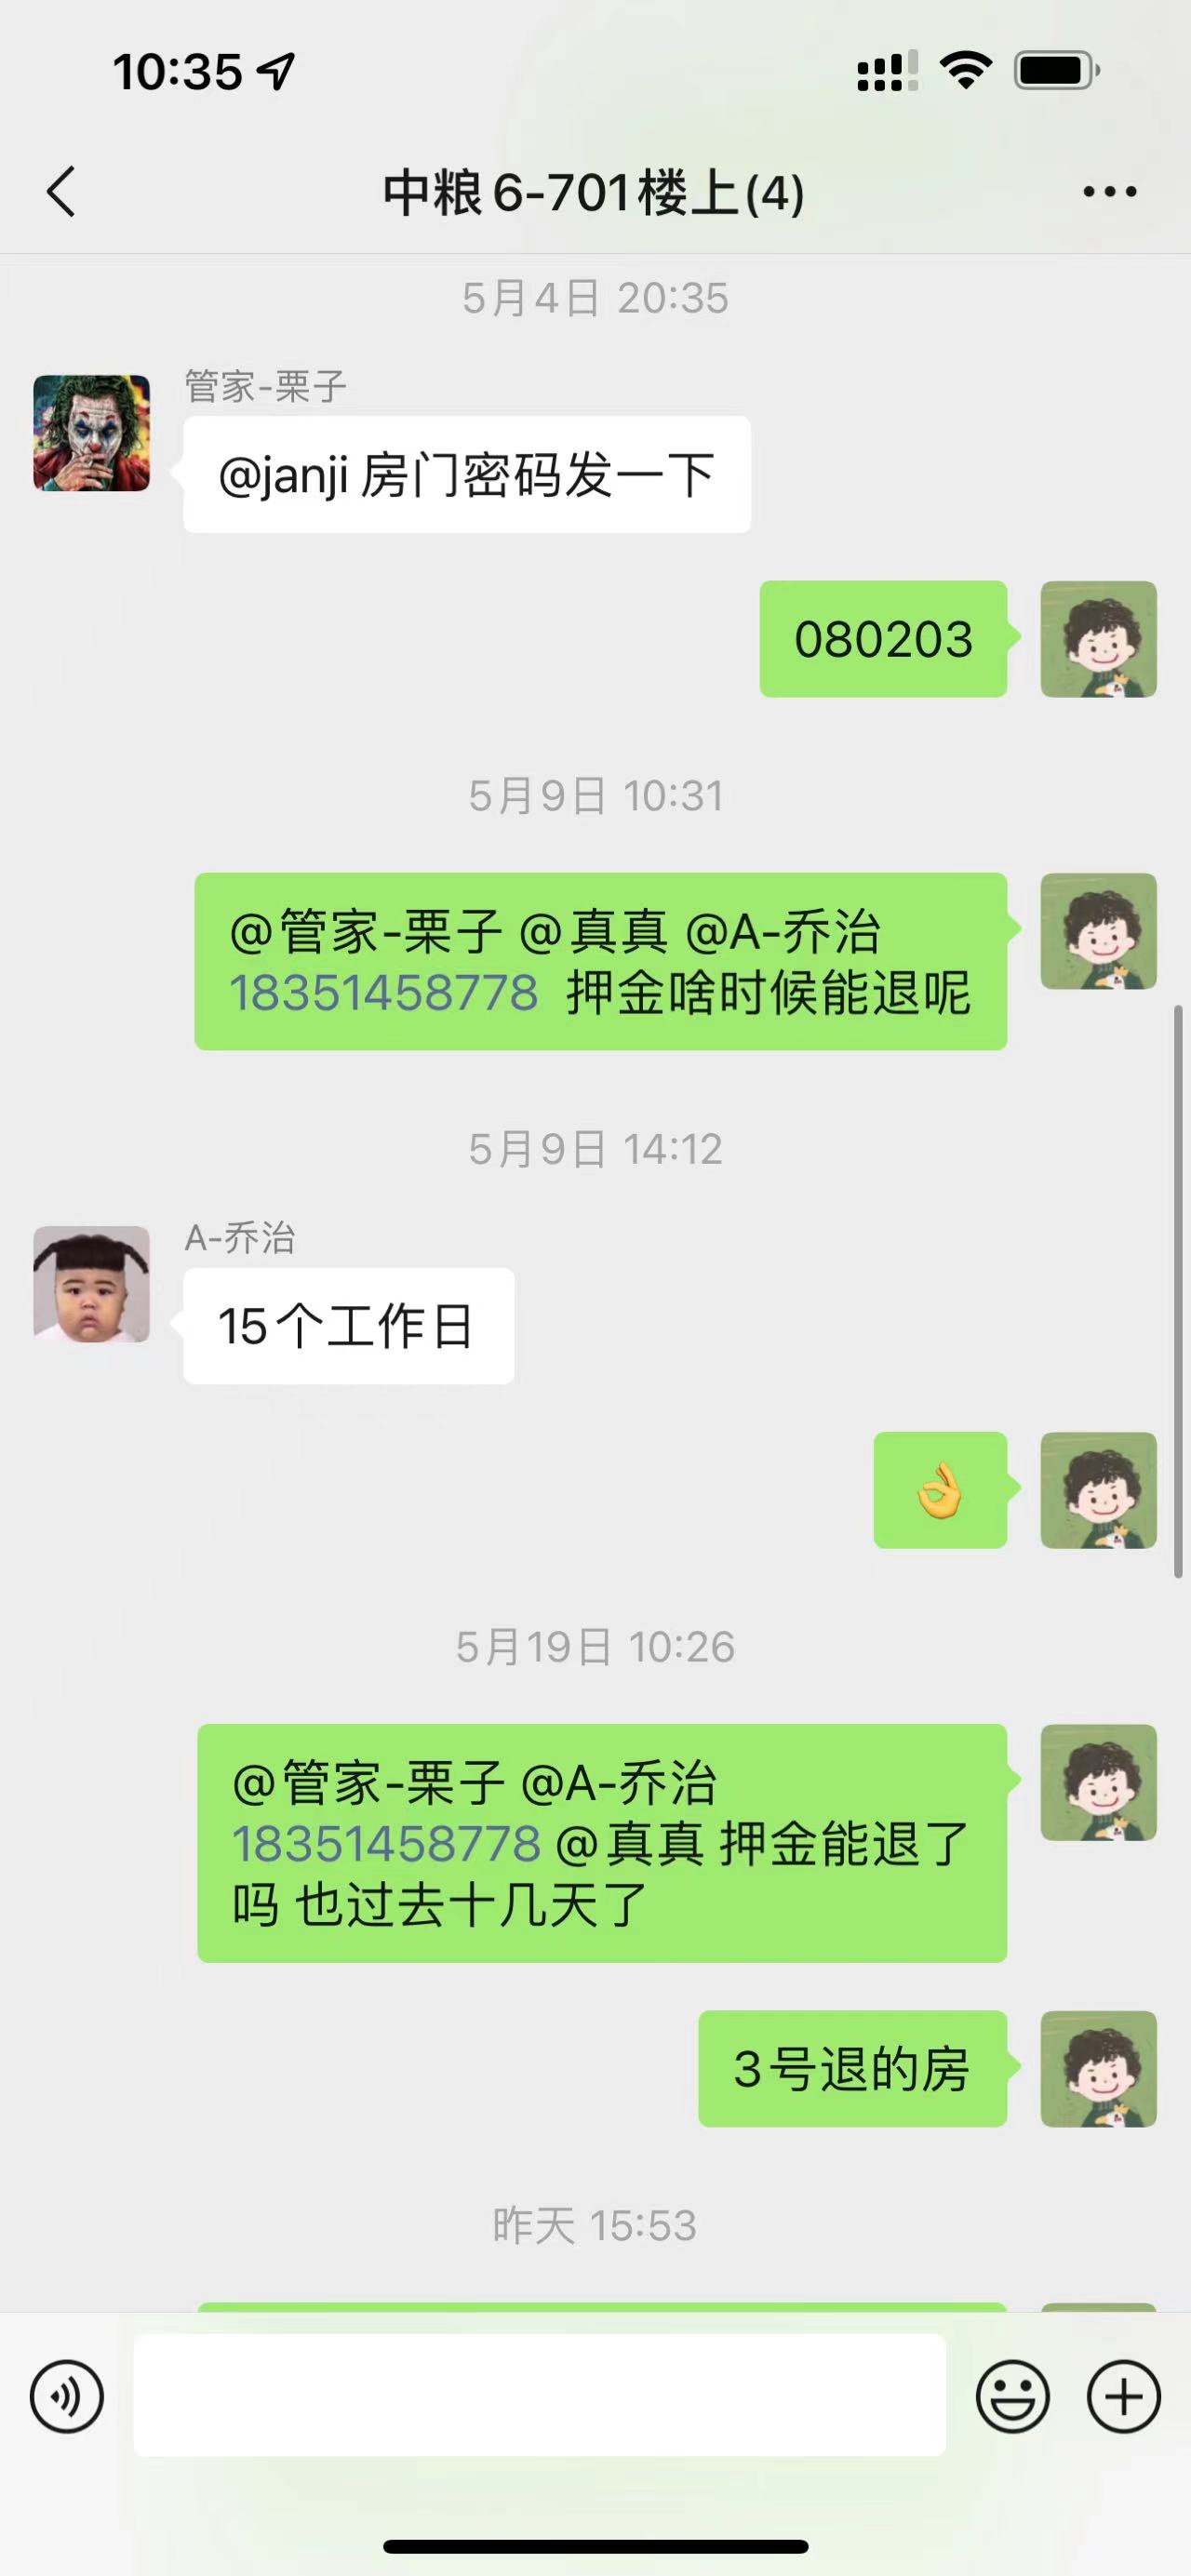 10:35
中粮6-701楼上(4)
5月4日 20:35
管家-栗子
@janji 房门密码发一下
080203
5月9日 10:31
@管家-栗子 @真真 @A-乔治
18351458778 押金啥时候能退呢
5月9日 14:12
A-乔治
15个工作日
👌
5月19日 10:26
@管家-栗子 @A-乔治
18351458778 @真真 押金能退了
吗 也过去十几天了
3号退的房
昨天 15:53